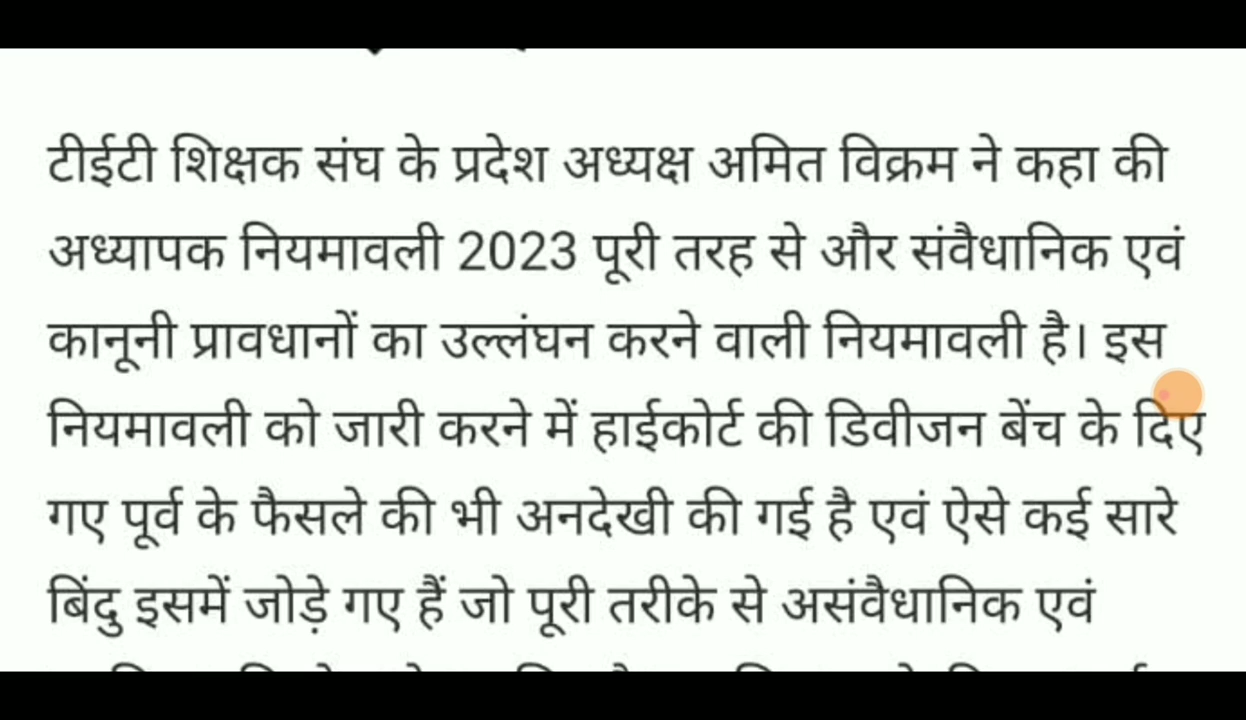 टीईटी शिक्षक संघ के प्रदेश अध्यक्ष अमित विक्रम ने कहा की
अध्यापक नियमावली 2023 पूरी तरह से और संवैधानिक एवं
कानूनी प्रावधानों का उल्लंघन करने वाली नियमावली है। इस
नियमावली को जारी करने में हाईकोर्ट की डिवीजन बेंच के दिए
गए पूर्व के फैसले की भी अनदेखी की गई है एवं ऐसे कई सारे
बिंदु इसमें जोड़े गए हैं जो पूरी तरीके से असंवैधानिक एवं